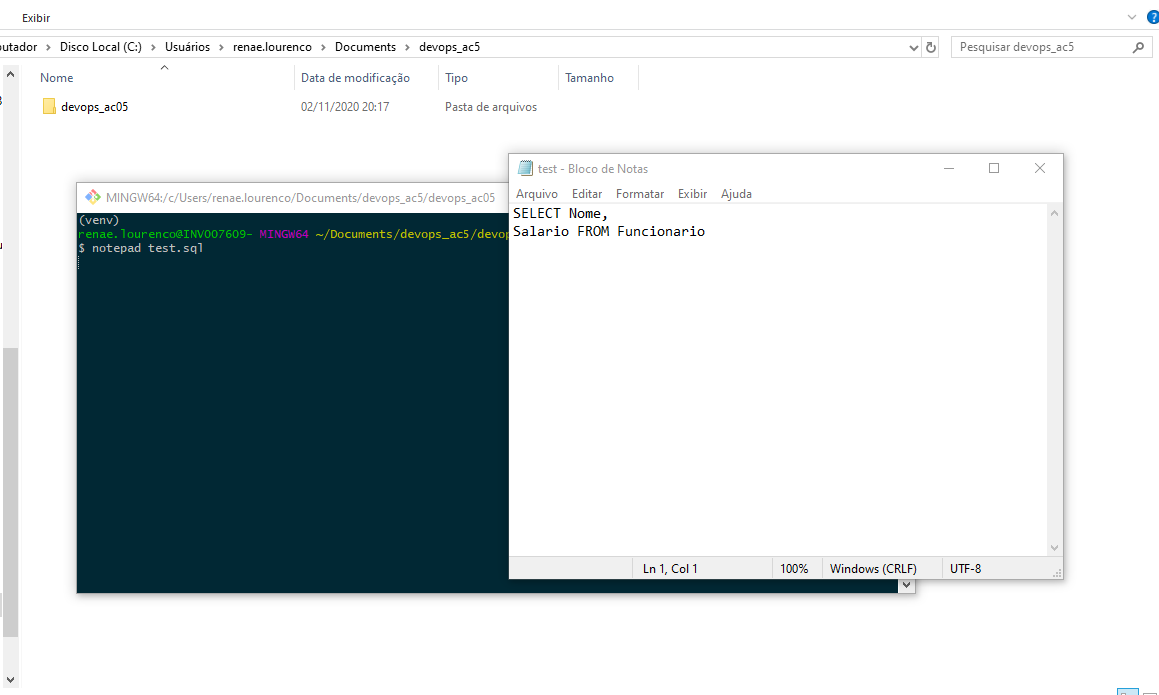 Exibir
putador > Disco Local (C:) > Usuários > renae.lourenco > Documents > devops_ac5
Pesquisar devops_ac5
Nome Data de modificação Tipo Tamanho
devops_ac05 02/11/2020 20:17 Pasta de arquivos
test - Bloco de Notas
Arquivo Editar Formatar Exibir Ajuda
SELECT Nome,
Salario FROM Funcionario
Ln 1, Col 1 100% Windows (CRLF) UTF-8
MINGW64:/c/Users/renae.lourenco/Documents/devops_ac5/devops_ac05
(venv)
renae.lourenco@INVO07609- MINGW64 ~/Documents/devops_ac5/devop
$ notepad test.sql